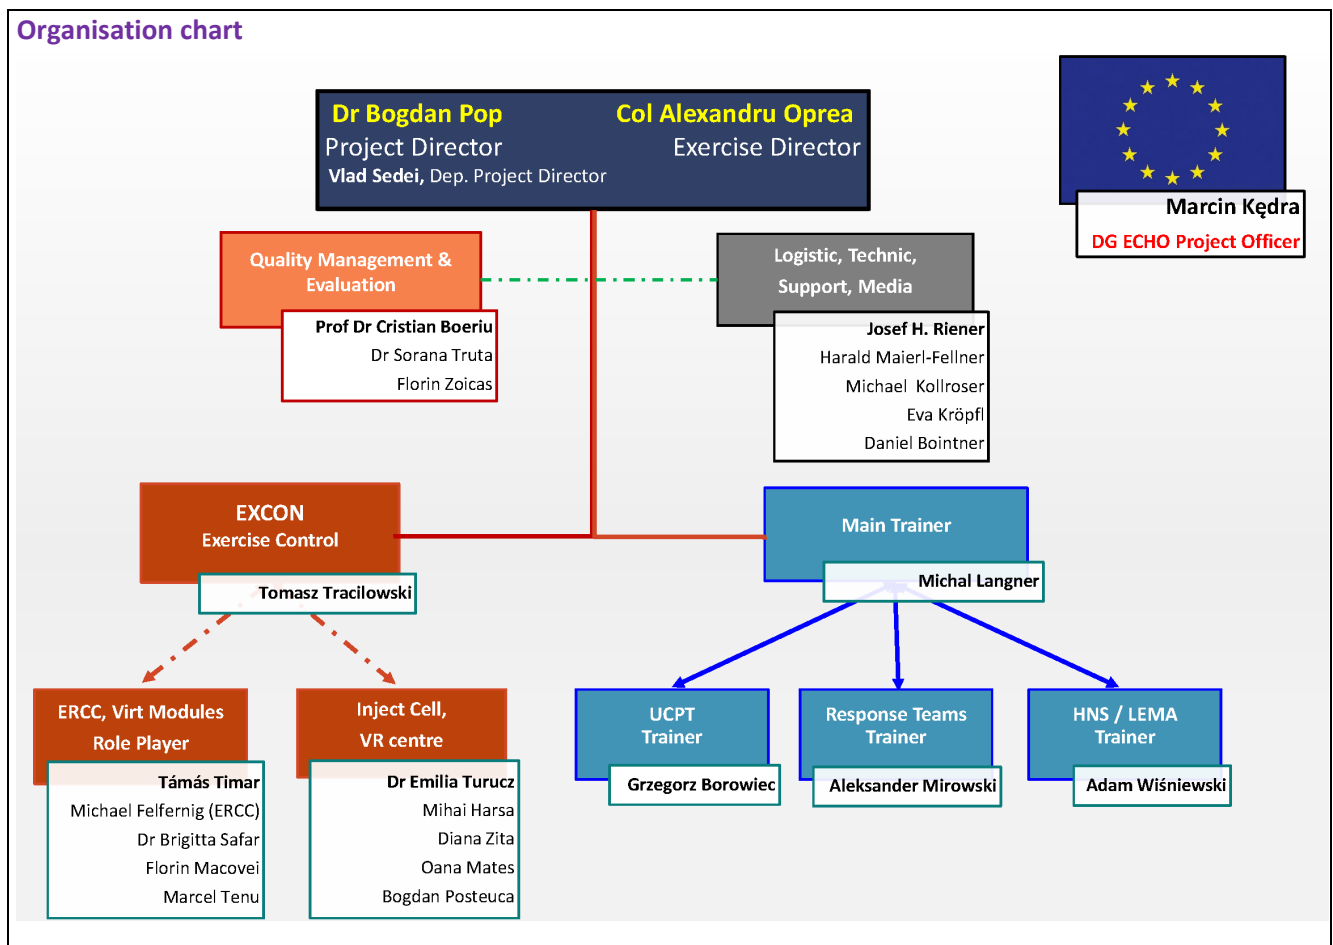 Organisation chart
Dr Bogdan Pop
Project Director
Vlad Sedei, Dep. Project Director
Col Alexandru Oprea
Exercise Director
Marcin Kędra
DG ECHO Project Officer
Quality Management &
Evaluation
Prof Dr Cristian Boeriu
Dr Sorana Truta
Florin Zoicas
Logistic, Technic,
Support, Media
Josef H. Riener
Harald Maierl-Fellner
Michael Kollroser
Eva Kröpfl
Daniel Bointner
EXCON
Exercise Control
Tomasz Tracilowski
Main Trainer
Michal Langner
ERCC, Virt Modules
Role Player
Támás Timar
Michael Felfernig (ERCC)
Dr Brigitta Safar
Florin Macovei
Marcel Tenu
Inject Cell,
VR centre
Dr Emilia Turucz
Mihai Harsa
Diana Zita
Oana Mates
Bogdan Posteuca
UCPT
Trainer
Grzegorz Borowiec
Response Teams
Trainer
Aleksander Mirowski
HNS / LEMA
Trainer
Adam Wiśniewski